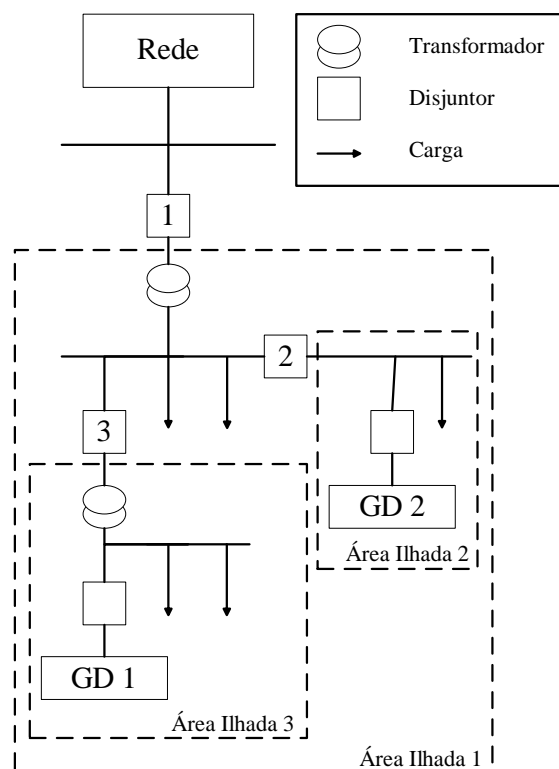 Rede
Transformador
Disjuntor
Carga
1
2
3
GD 2
Área Ilhada 2
GD 1
Área Ilhada 3
Área Ilhada 1